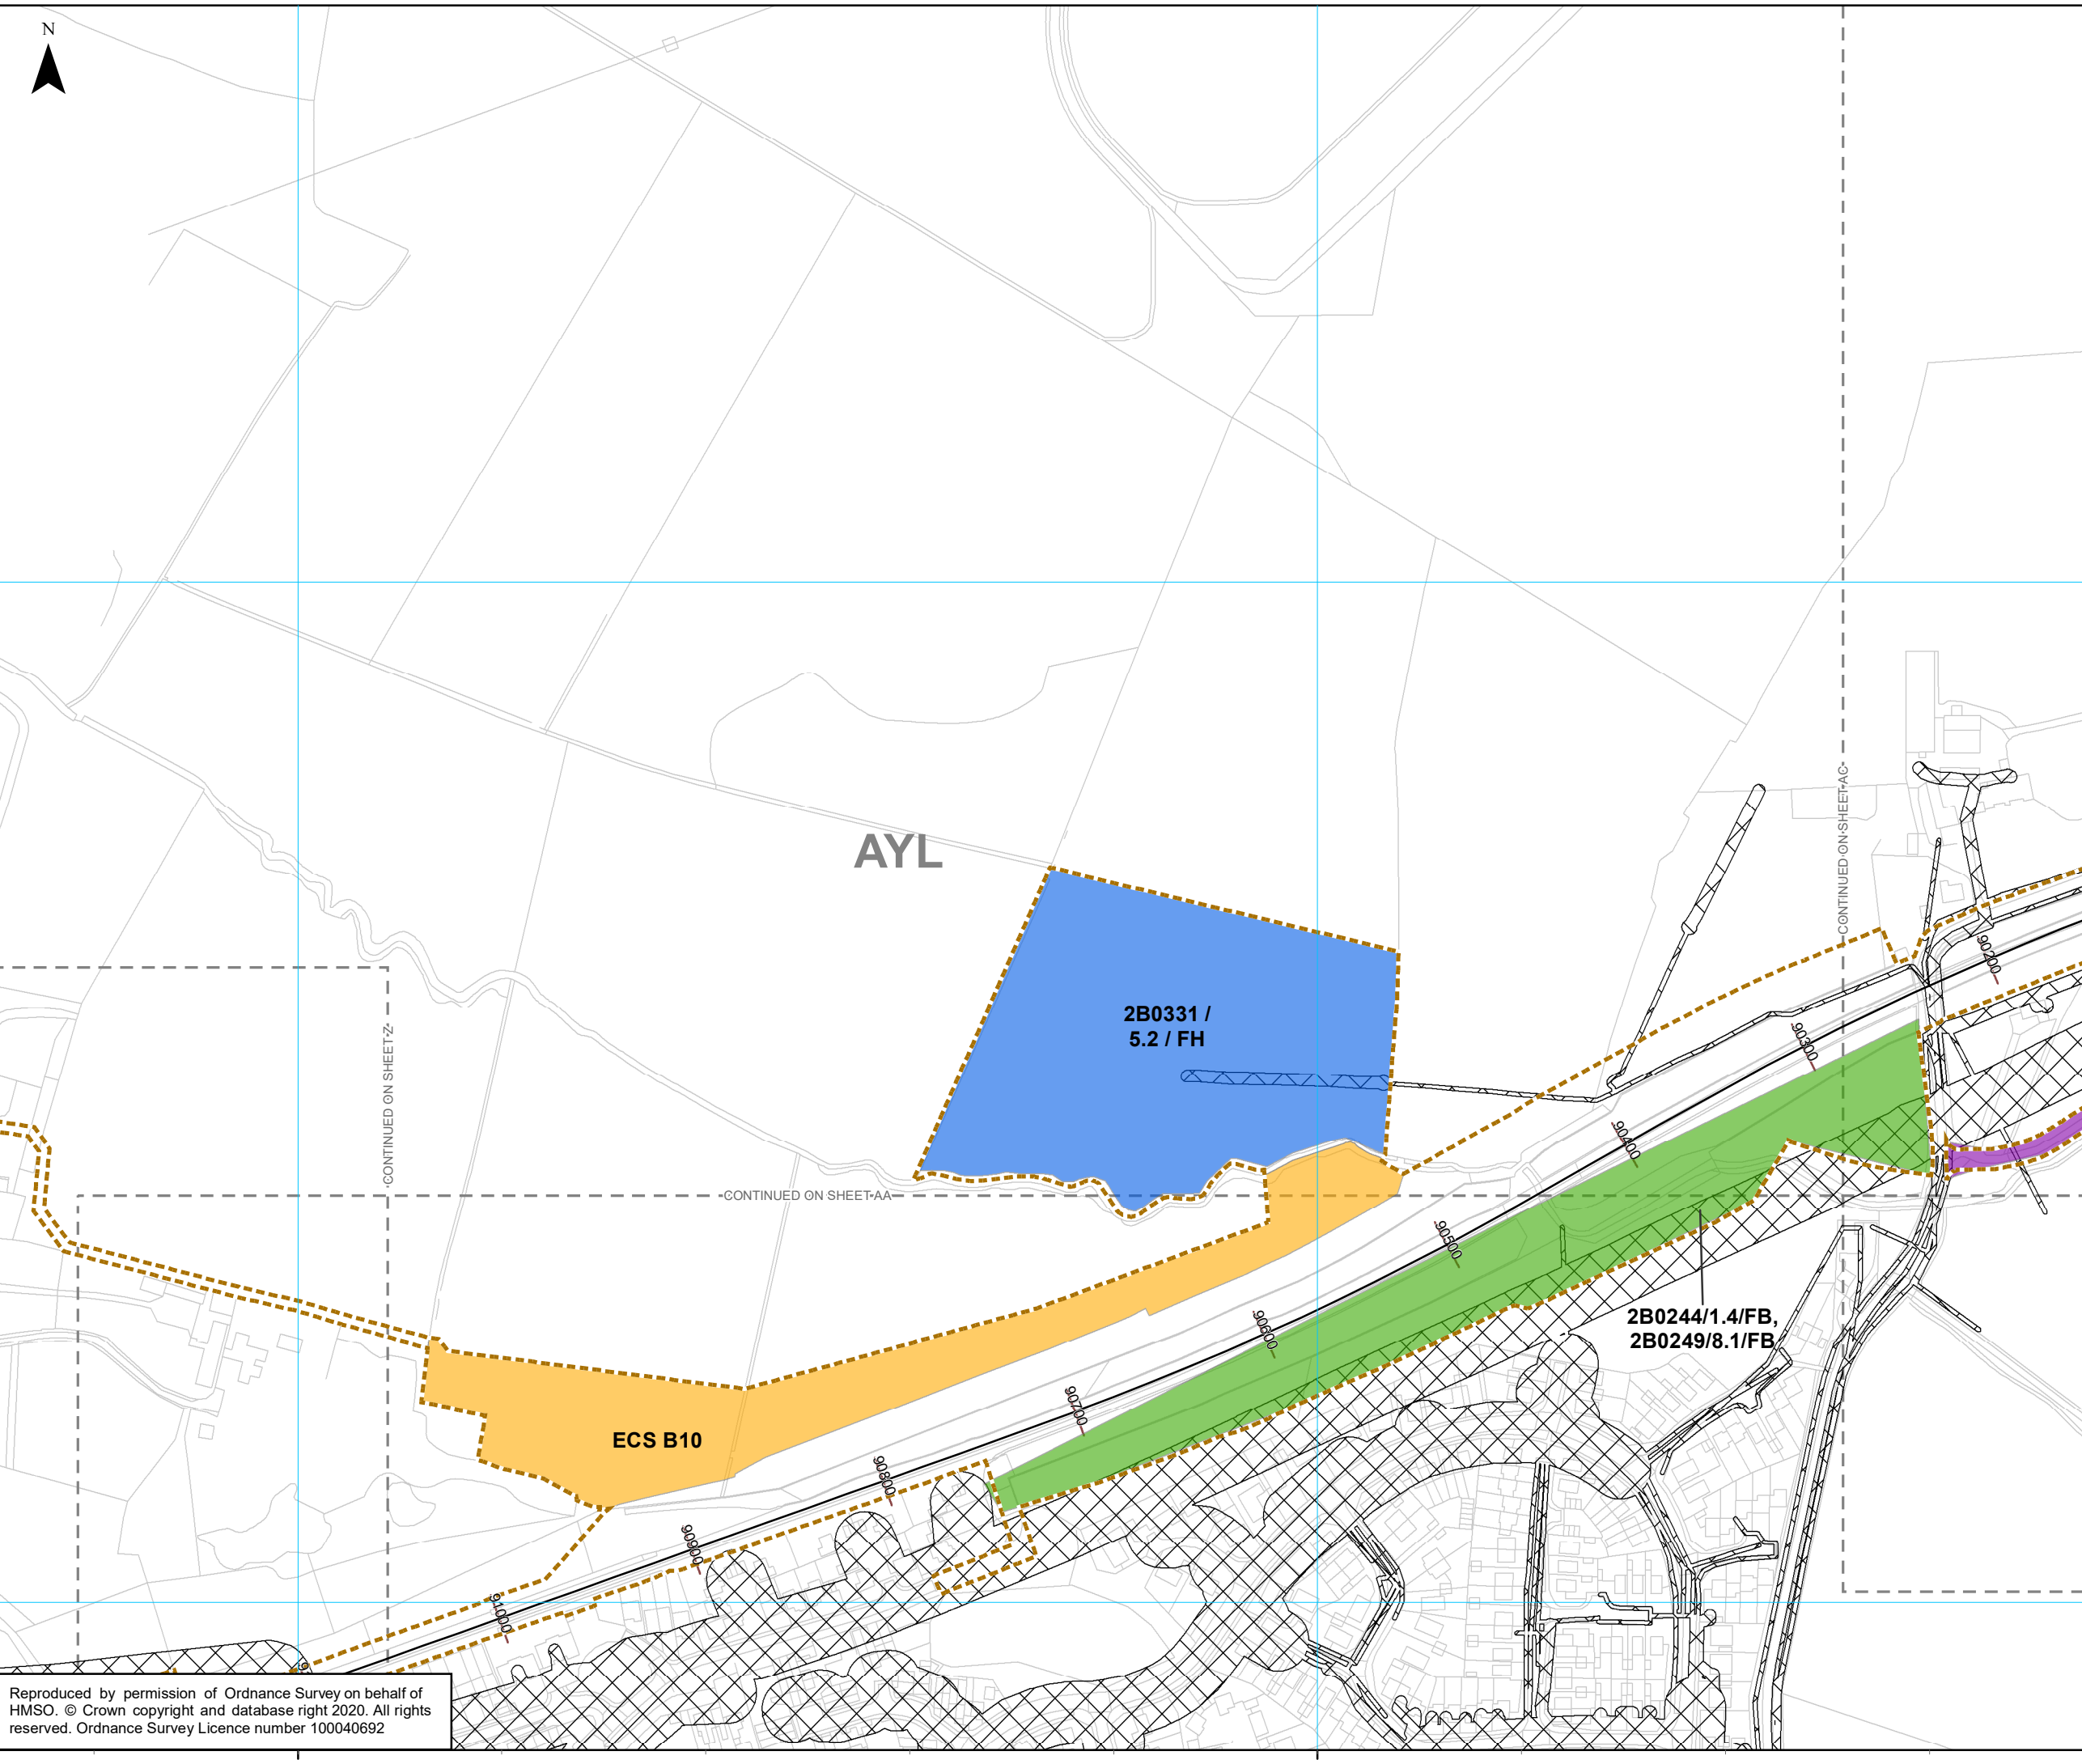 N
CONTINUED ON SHEET AC
AYL
90200
2B0331 /
5.2 / FH
90300
CONTINUED ON SHEET Z
90400
CONTINUED ON SHEET AA
90500
90600
2B0244/1.4/FB,
2B0249/8.1/FB
90700
ECS B10
90800
90900
91000
Reproduced by permission of Ordnance Survey on behalf of
HMSO. © Crown copyright and database right 2020. All rights
reserved. Ordnance Survey Licence number 100040692